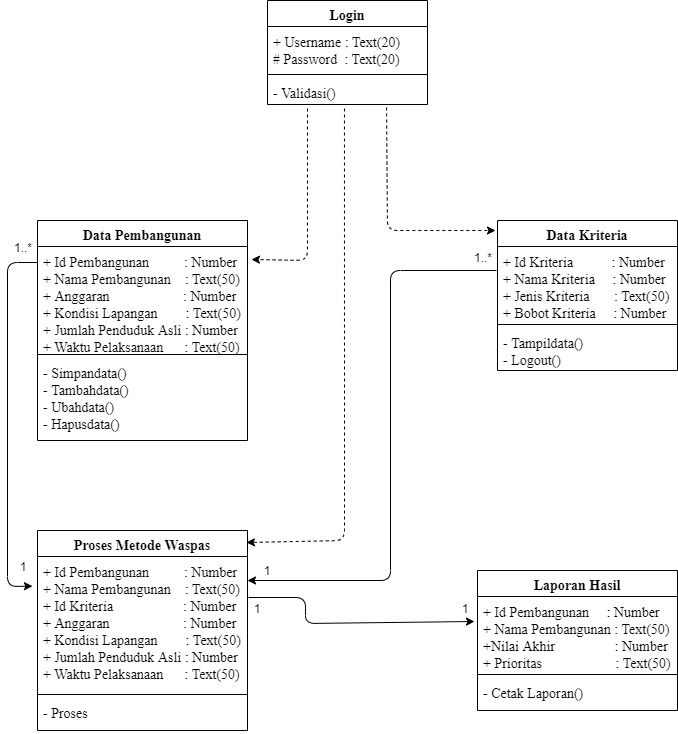 Login
+ Username : Text(20)
# Password : Text(20)
- Validasi()
Data Pembangunan
1..*
+ Id Pembangunan : Number
+ Nama Pembangunan : Text(50)
+ Anggaran : Number
+ Kondisi Lapangan : Text(50)
+ Jumlah Penduduk Asli : Number
+ Waktu Pelaksanaan : Text(50)
- Simpandata()
- Tambahdata()
- Ubahdata()
- Hapusdata()
Data Kriteria
1..*
+ Id Kriteria : Number
+ Nama Kriteria : Number
+ Jenis Kriteria : Text(50)
+ Bobot Kriteria : Number
- Tampildata()
- Logout()
Proses Metode Waspas
1
1
+ Id Pembangunan : Number
+ Nama Pembangunan : Text(50)
+ Id Kriteria : Number
+ Anggaran : Number
+ Kondisi Lapangan : Text(50)
+ Jumlah Penduduk Asli : Number
+ Waktu Pelaksanaan : Text(50)
- Proses
1
1
Laporan Hasil
+ Id Pembangunan : Number
+ Nama Pembangunan : Text(50)
+Nilai Akhir : Number
+ Prioritas : Text(50)
- Cetak Laporan()